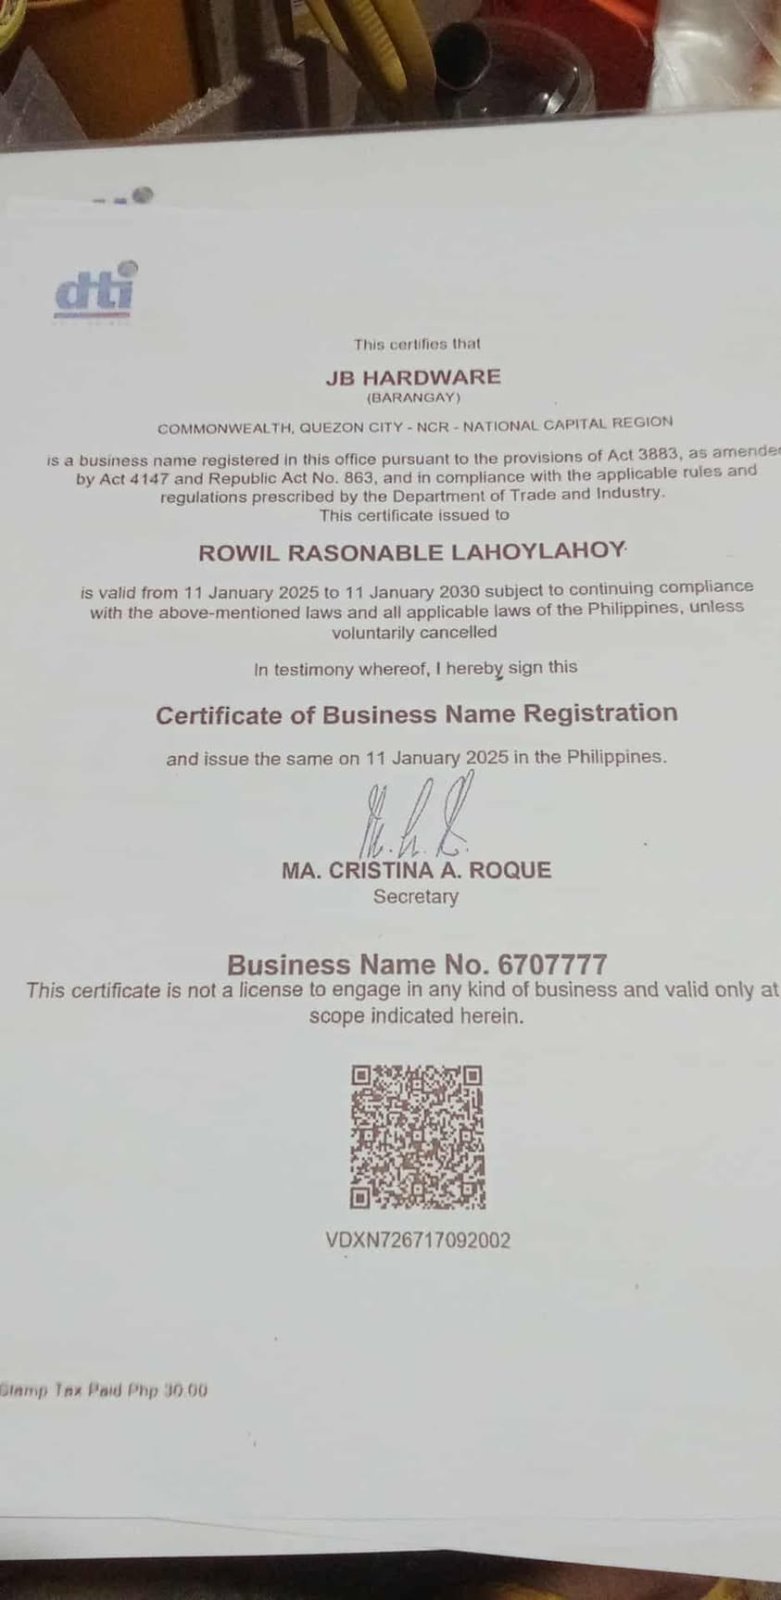 dti
This certifies that
JB HARDWARE
(BARANGAY)
COMMONWEALTH, QUEZON CITY - NCR - NATIONAL CAPITAL REGION
is a business name registered in this office pursuant to the provisions of Act 3883, as amende
by Act 4147 and Republic Act No. 863, and in compliance with the applicable rules and
regulations prescribed by the Department of Trade and Industry.
This certificate issued to
ROWIL RASONABLE LAHOYLAHOY
is valid from 11 January 2025 to 11 January 2030 subject to continuing compliance
with the above-mentioned laws and all applicable laws of the Philippines, unless
voluntarily cancelled
In testimony whereof, I hereby sign this
Certificate of Business Name Registration
and issue the same on 11 January 2025 in the Philippines.
MA. CRISTINA A. ROQUE
Secretary
Business Name No. 6707777
This certificate is not a license to engage in any kind of business and valid only at
scope indicated herein.
VDXN726717092002
Stamp Tax Paid Php 30.00